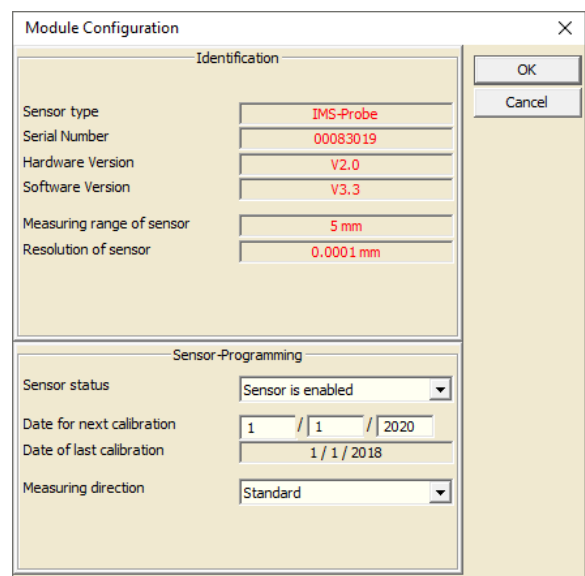 Module Configuration
Identification
OK
Cancel
Sensor type IMS-Probe
Serial Number 00083019
Hardware Version V2.0
Software Version V3.3
Measuring range of sensor 5 mm
Resolution of sensor 0.0001 mm
Sensor-Programming
Sensor status Sensor is enabled
Date for next calibration 1 / 1 / 2020
Date of last calibration 1 / 1 / 2018
Measuring direction Standard